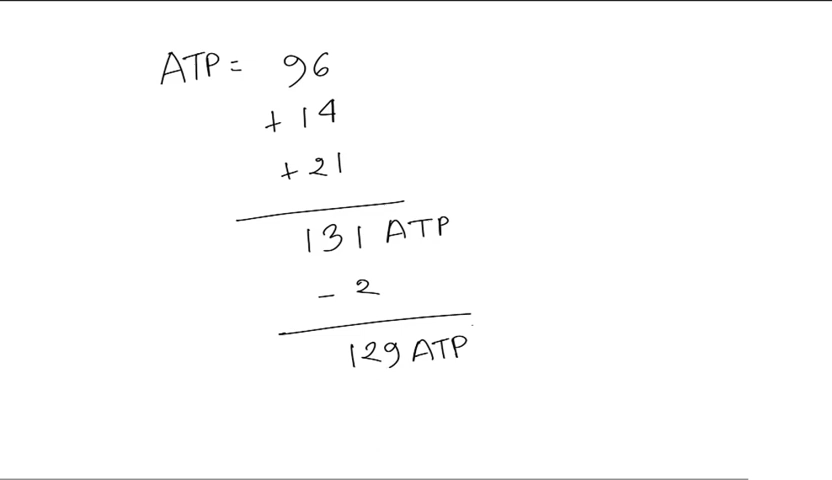 ATP = 96
+ 14
+ 21
131 ATP
- 2
129 ATP